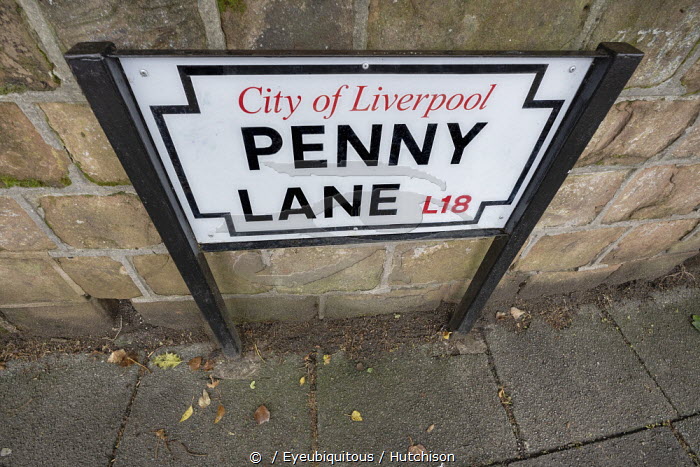 City of Liverpool
PENNY
LANE L18
© / Eyeubiquitous / Hutchison